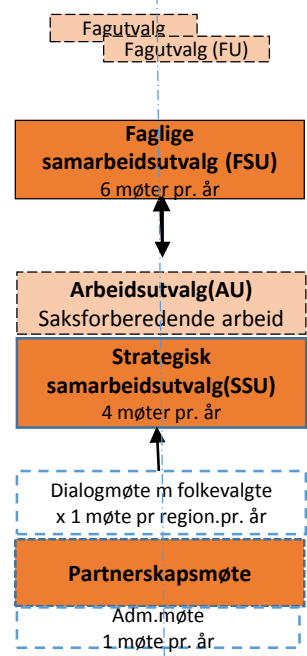 Fagutvalg
Fagutvalg (FU)
Faglige
samarbeidsutvalg (FSU)
6 møter pr. år
Arbeidsutvalg(AU)
Saksforberedende arbeid
Strategisk
samarbeidsutvalg(SSU)
4 møter pr. år
Dialogmøte m folkevalgte
x 1 møte pr region.pr. år
Partnerskapsmøte
Adm.møte
1 møte pr. år